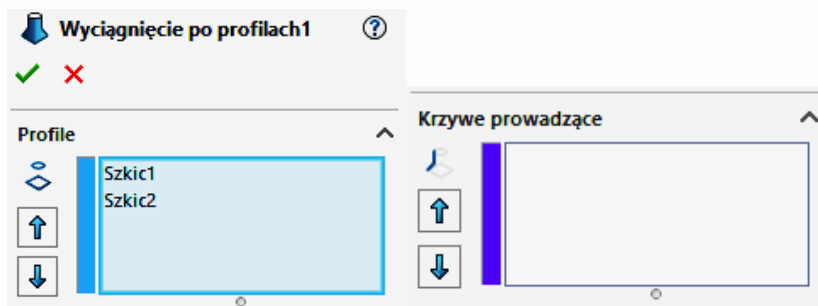 Wyciągnięcie po profilach1
Profile
Szkic1
Szkic2
Krzywe prowadzące